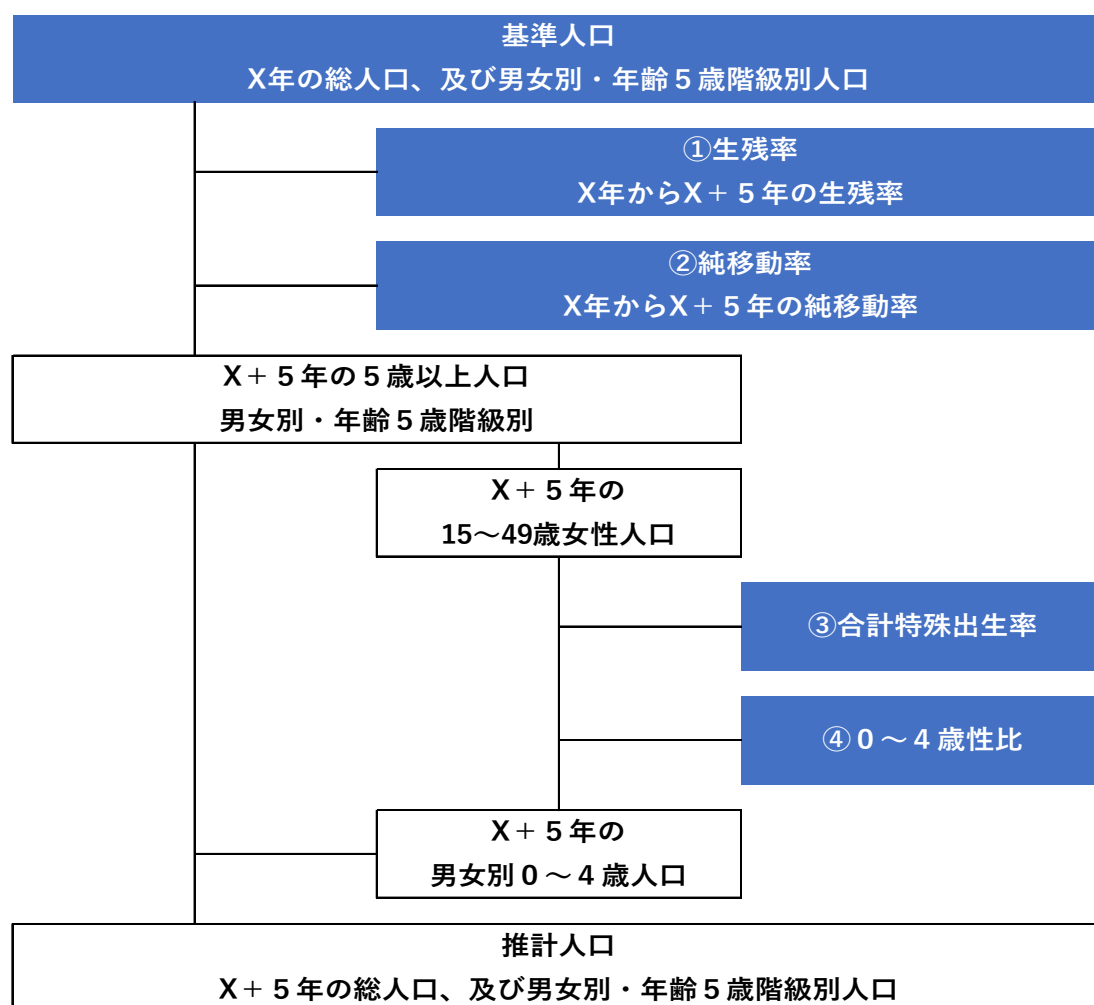 基準人口
X年の総人口、及び男女別・年齢５歳階級別人口
①生残率
X年からX＋５年の生残率
②純移動率
X年からX＋５年の純移動率
X＋５年の５歳以上人口
男女別・年齢５歳階級別
X＋５年の
15～49歳女性人口
③合計特殊出生率
④０～４歳性比
X＋５年の
男女別０～４歳人口
推計人口
X＋５年の総人口、及び男女別・年齢５歳階級別人口